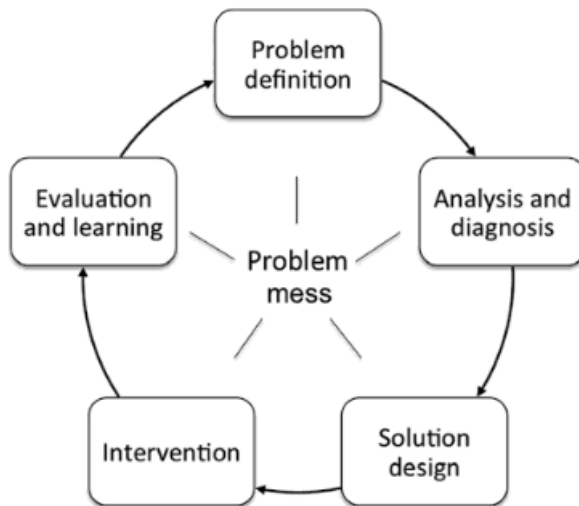 Problem
definition
Analysis and
diagnosis
Solution
design
Intervention
Evaluation
and learning
Problem
mess